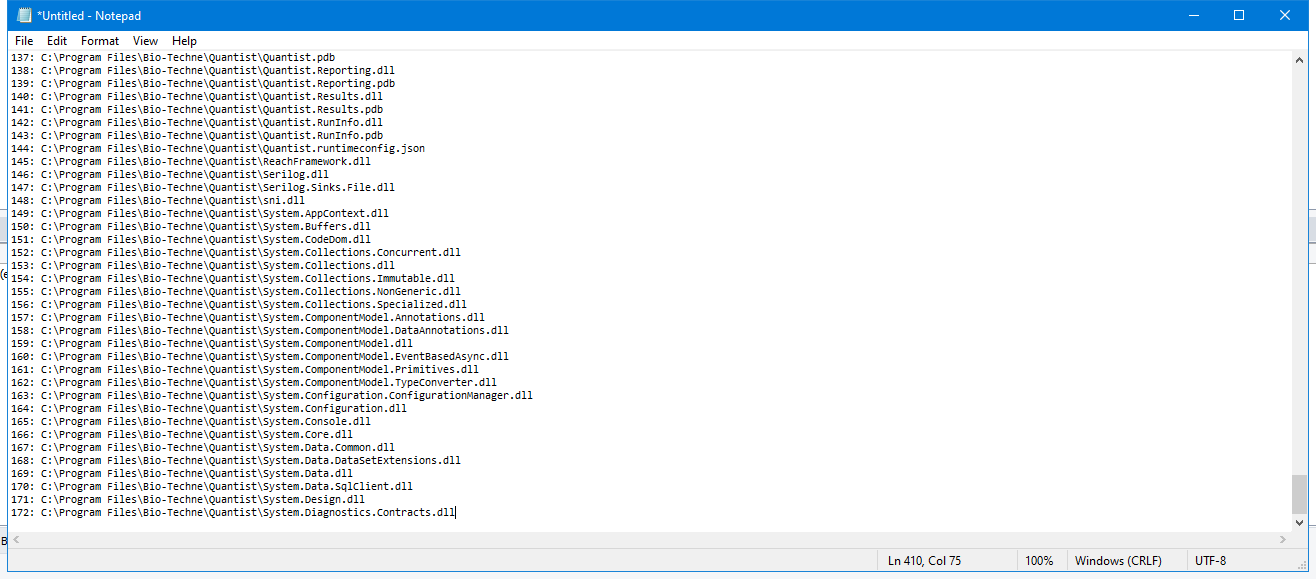 *Untitled - Notepad
File Edit Format View Help
137: C:\Program Files\Bio-Techne\Quantist\Quantist.pdb
138: C:\Program Files\Bio-Techne\Quantist\Quantist.Reporting.dll
139: C:\Program Files\Bio-Techne\Quantist\Quantist.Reporting.pdb
140: C:\Program Files\Bio-Techne\Quantist\Quantist.Results.dll
141: C:\Program Files\Bio-Techne\Quantist\Quantist.Results.pdb
142: C:\Program Files\Bio-Techne\Quantist\Quantist.RunInfo.dll
143: C:\Program Files\Bio-Techne\Quantist\Quantist.RunInfo.pdb
144: C:\Program Files\Bio-Techne\Quantist\Quantist.runtimeconfig.json
145: C:\Program Files\Bio-Techne\Quantist\ReachFramework.dll
146: C:\Program Files\Bio-Techne\Quantist\Serilog.dll
147: C:\Program Files\Bio-Techne\Quantist\Serilog.Sinks.File.dll
148: C:\Program Files\Bio-Techne\Quantist\sni.dll
149: C:\Program Files\Bio-Techne\Quantist\System.AppContext.dll
150: C:\Program Files\Bio-Techne\Quantist\System.Buffers.dll
151: C:\Program Files\Bio-Techne\Quantist\System.CodeDom.dll
152: C:\Program Files\Bio-Techne\Quantist\System.Collections.Concurrent.dll
153: C:\Program Files\Bio-Techne\Quantist\System.Collections.dll
154: C:\Program Files\Bio-Techne\Quantist\System.Collections.Immutable.dll
155: C:\Program Files\Bio-Techne\Quantist\System.Collections.NonGeneric.dll
156: C:\Program Files\Bio-Techne\Quantist\System.Collections.Specialized.dll
157: C:\Program Files\Bio-Techne\Quantist\System.ComponentModel.Annotations.dll
158: C:\Program Files\Bio-Techne\Quantist\System.ComponentModel.DataAnnotations.dll
159: C:\Program Files\Bio-Techne\Quantist\System.ComponentModel.dll
160: C:\Program Files\Bio-Techne\Quantist\System.ComponentModel.EventBasedAsync.dll
161: C:\Program Files\Bio-Techne\Quantist\System.ComponentModel.Primitives.dll
162: C:\Program Files\Bio-Techne\Quantist\System.ComponentModel.TypeConverter.dll
163: C:\Program Files\Bio-Techne\Quantist\System.Configuration.ConfigurationManager.dll
164: C:\Program Files\Bio-Techne\Quantist\System.Configuration.dll
165: C:\Program Files\Bio-Techne\Quantist\System.Console.dll
166: C:\Program Files\Bio-Techne\Quantist\System.Core.dll
167: C:\Program Files\Bio-Techne\Quantist\System.Data.Common.dll
168: C:\Program Files\Bio-Techne\Quantist\System.Data.DataSetExtensions.dll
169: C:\Program Files\Bio-Techne\Quantist\System.Data.dll
170: C:\Program Files\Bio-Techne\Quantist\System.Data.SqlClient.dll
171: C:\Program Files\Bio-Techne\Quantist\System.Design.dll
172: C:\Program Files\Bio-Techne\Quantist\System.Diagnostics.Contracts.dll
Ln 410, Col 75 100% Windows (CRLF) UTF-8